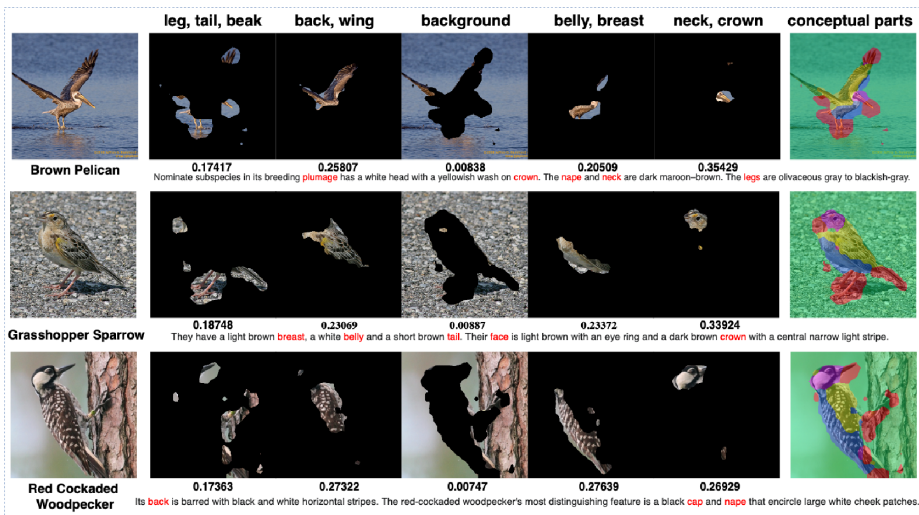 leg, tail, beak back, wing background belly, breast neck, crown conceptual parts
Brown Pelican
0.17417 0.25807 0.00838 0.20509 0.35429
Nominate subspecies in its breeding plumage has a white head with a yellowish wash on crown. The nape and neck are dark maroon–brown. The legs are olivaceous gray to blackish-gray.
Grasshopper Sparrow
0.18748 0.23069 0.00887 0.23372 0.33924
They have a light brown breast, a white belly and a short brown tail. Their face is light brown with an eye ring and a dark brown crown with a central narrow light stripe.
Red Cockaded
Woodpecker
0.17363 0.27322 0.00747 0.27639 0.26929
Its back is barred with black and white horizontal stripes. The red-cockaded woodpecker's most distinguishing feature is a black cap and nape that encircle large white cheek patches.